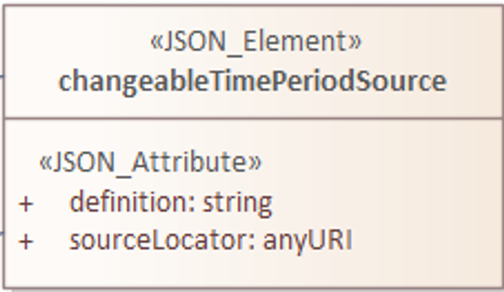 «JSON_Element»
changeableTimePeriodSource
«JSON_Attribute»
+ definition: string
+ sourceLocator: anyURI